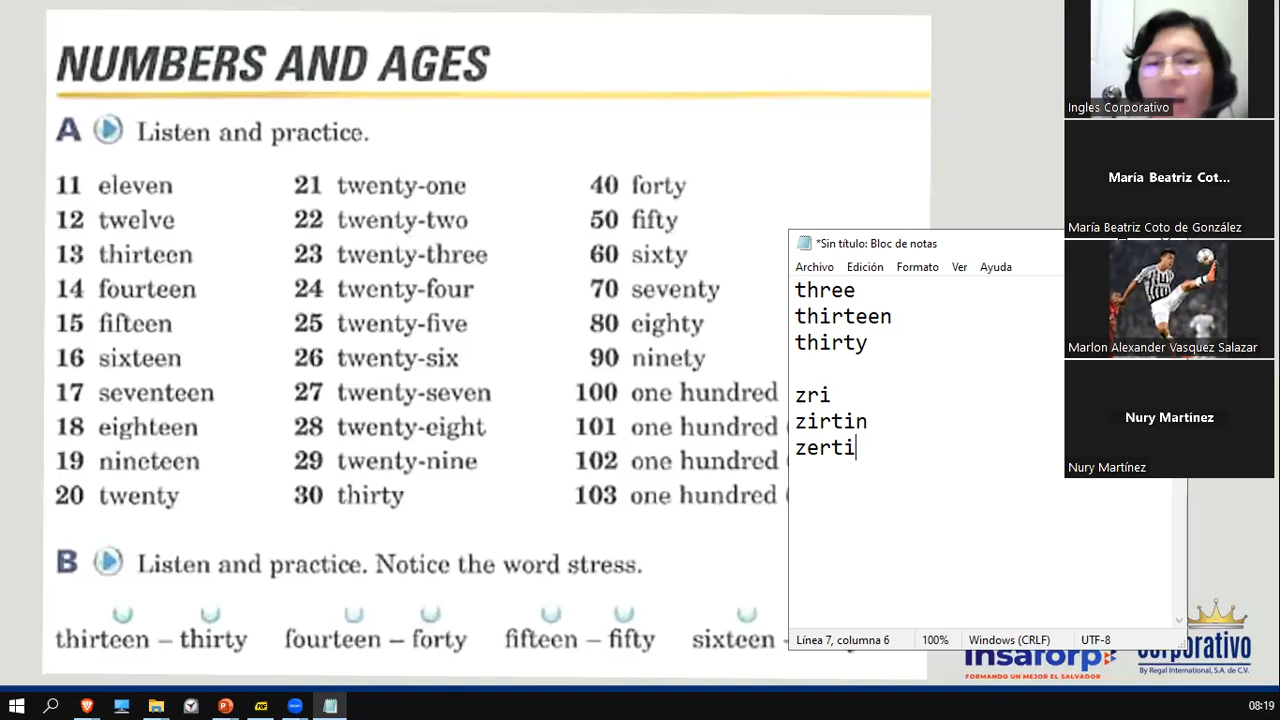 NUMBERS AND AGES
A Listen and practice.
11 eleven
12 twelve
13 thirteen
14 fourteen
15 fifteen
16 sixteen
17 seventeen
18 eighteen
19 nineteen
20 twenty
21 twenty-one
22 twenty-two
23 twenty-three
24 twenty-four
25 twenty-five
26 twenty-six
27 twenty-seven
28 twenty-eight
29 twenty-nine
30 thirty
40 forty
50 fifty
60 sixty
70 seventy
80 eighty
90 ninety
100 one hundred
101 one hundred
102 one hundred
103 one hundred
B Listen and practice. Notice the word stress.
thirteen – thirty fourteen – forty fifteen – fifty sixteen -
*Sin título: Bloc de notas
Archivo Edición Formato Ver Ayuda
three
thirteen
thirty
zri
zirtin
zerti
Línea 7, columna 6 100% Windows (CRLF) UTF-8
Ingles Corporativo
María Beatriz Cot...
María Beatriz Coto de González
Marlon Alexander Vasquez Salazar
Nury Martínez
Nury Martínez
Insaforp
FORMANDO UN MEJOR EL SALVADOR
Corporativo
By Regal International, S.A. de C.V.
08:19